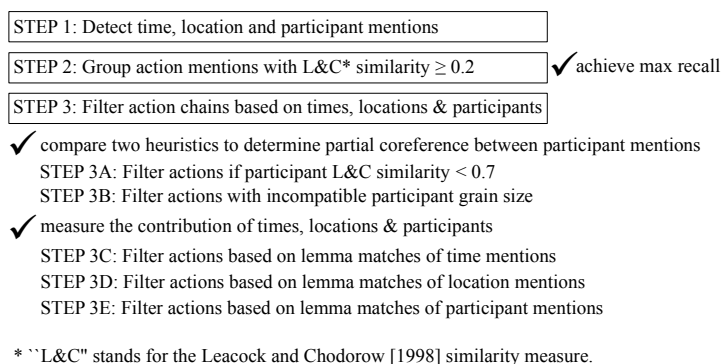 STEP 1: Detect time, location and participant mentions
STEP 2: Group action mentions with L&C* similarity ≥ 0.2
achieve max recall
STEP 3: Filter action chains based on times, locations & participants
compare two heuristics to determine partial coreference between participant mentions
STEP 3A: Filter actions if participant L&C similarity < 0.7
STEP 3B: Filter actions with incompatible participant grain size
measure the contribution of times, locations & participants
STEP 3C: Filter actions based on lemma matches of time mentions
STEP 3D: Filter actions based on lemma matches of location mentions
STEP 3E: Filter actions based on lemma matches of participant mentions
* ``L&C" stands for the Leacock and Chodorow [1998] similarity measure.